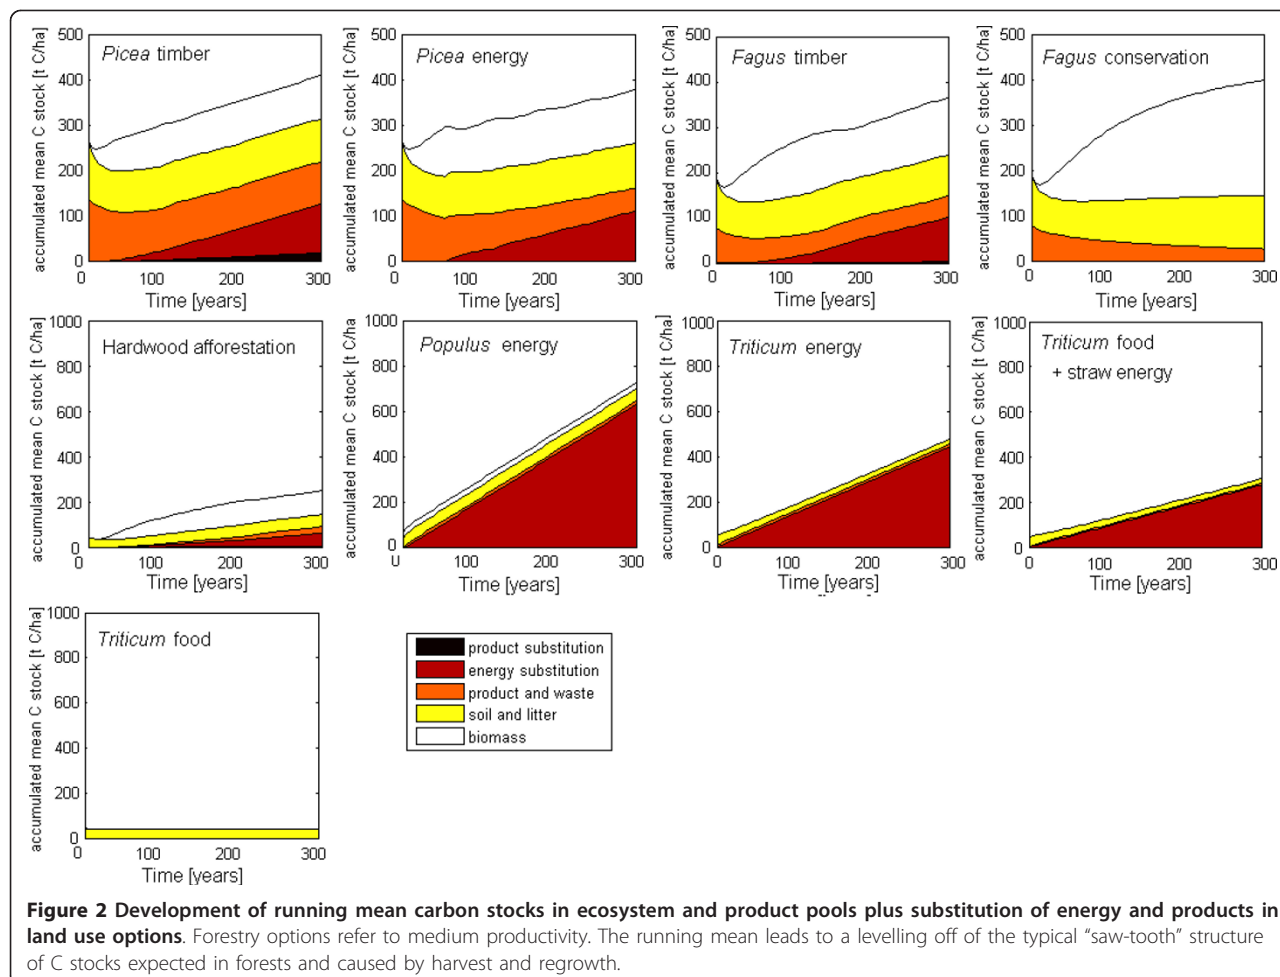 Picea timber
accumulated mean C stock [t C/ha]
500
400
300
200
100
0
0
100
200
300
Time [years]
Picea energy
accumulated mean C stock [t C/ha]
500
400
300
200
100
0
0
100
200
300
Time [years]
Fagus timber
accumulated mean C stock [t C/ha]
500
400
300
200
100
0
0
100
200
300
Time [years]
Fagus conservation
accumulated mean C stock [t C/ha]
500
400
300
200
100
0
0
100
200
300
Time [years]
Hardwood afforestation
accumulated mean C stock [t C/ha]
1000
800
600
400
200
0
0
100
200
300
Time [years]
Populus energy
accumulated mean C stock [t C/ha]
1000
800
600
400
200
0
0
100
200
300
Time [years]
Triticum energy
accumulated mean C stock [t C/ha]
1000
800
600
400
200
0
0
100
200
300
Time [years]
Triticum food
+ straw energy
accumulated mean C stock [t C/ha]
1000
800
600
400
200
0
0
100
200
300
Time [years]
Triticum food
accumulated mean C stock [t C/ha]
1000
800
600
400
200
0
0
100
200
300
Time [years]
product substitution
energy substitution
product and waste
soil and litter
biomass
Figure 2 Development of running mean carbon stocks in ecosystem and product pools plus substitution of energy and products in
land use options. Forestry options refer to medium productivity. The running mean leads to a levelling off of the typical “saw-tooth” structure
of C stocks expected in forests and caused by harvest and regrowth.